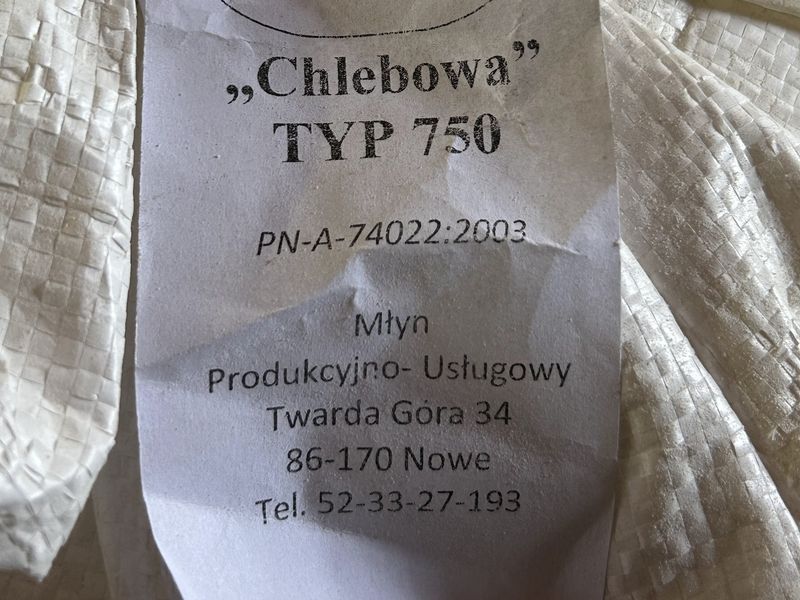 „Chlebowa”
TYP 750
PN-A-74022:2003
Młyn
Produkcyjno- Usługowy
Twarda Góra 34
86-170 Nowe
Tel. 52-33-27-193